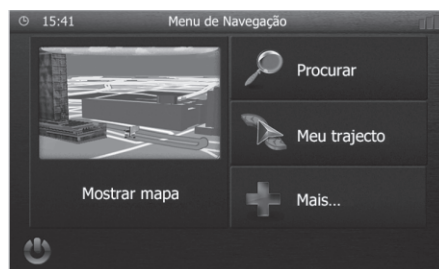 15:41 Menu de Navegação
Procurar
Meu trajecto
Mostrar mapa
Mais...